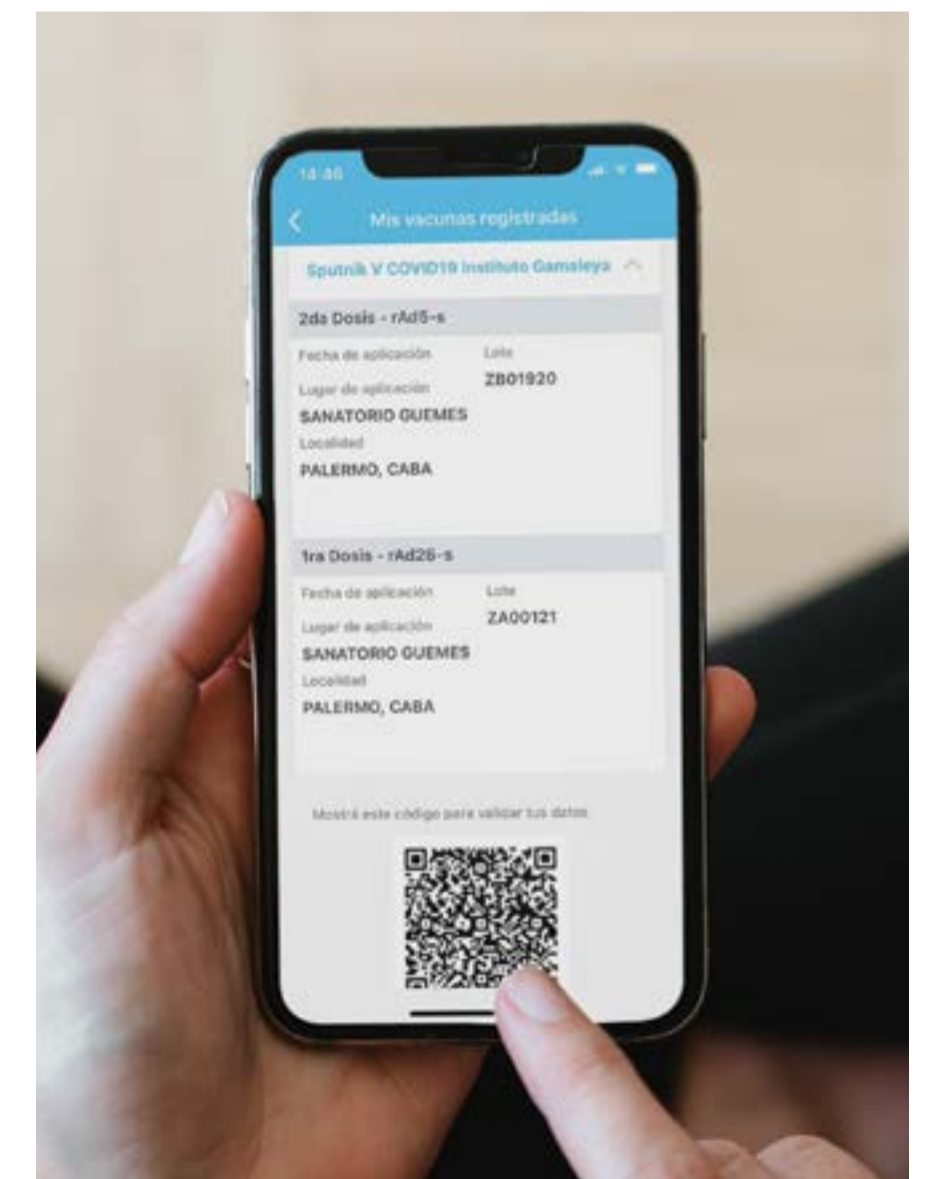 14:46
Mis vacunas registradas
Sputnik V COVID19 Instituto Gamaleya
2da Dosis - rAd5-s
Fecha de aplicación Lote
ZB01920
Lugar de aplicación
SANATORIO GUEMES
Localidad
PALERMO, CABA
1ra Dosis - rAd26-s
Fecha de aplicación Lote
ZA00121
Lugar de aplicación
SANATORIO GUEMES
Localidad
PALERMO, CABA
Mostrá este código para validar tus datos